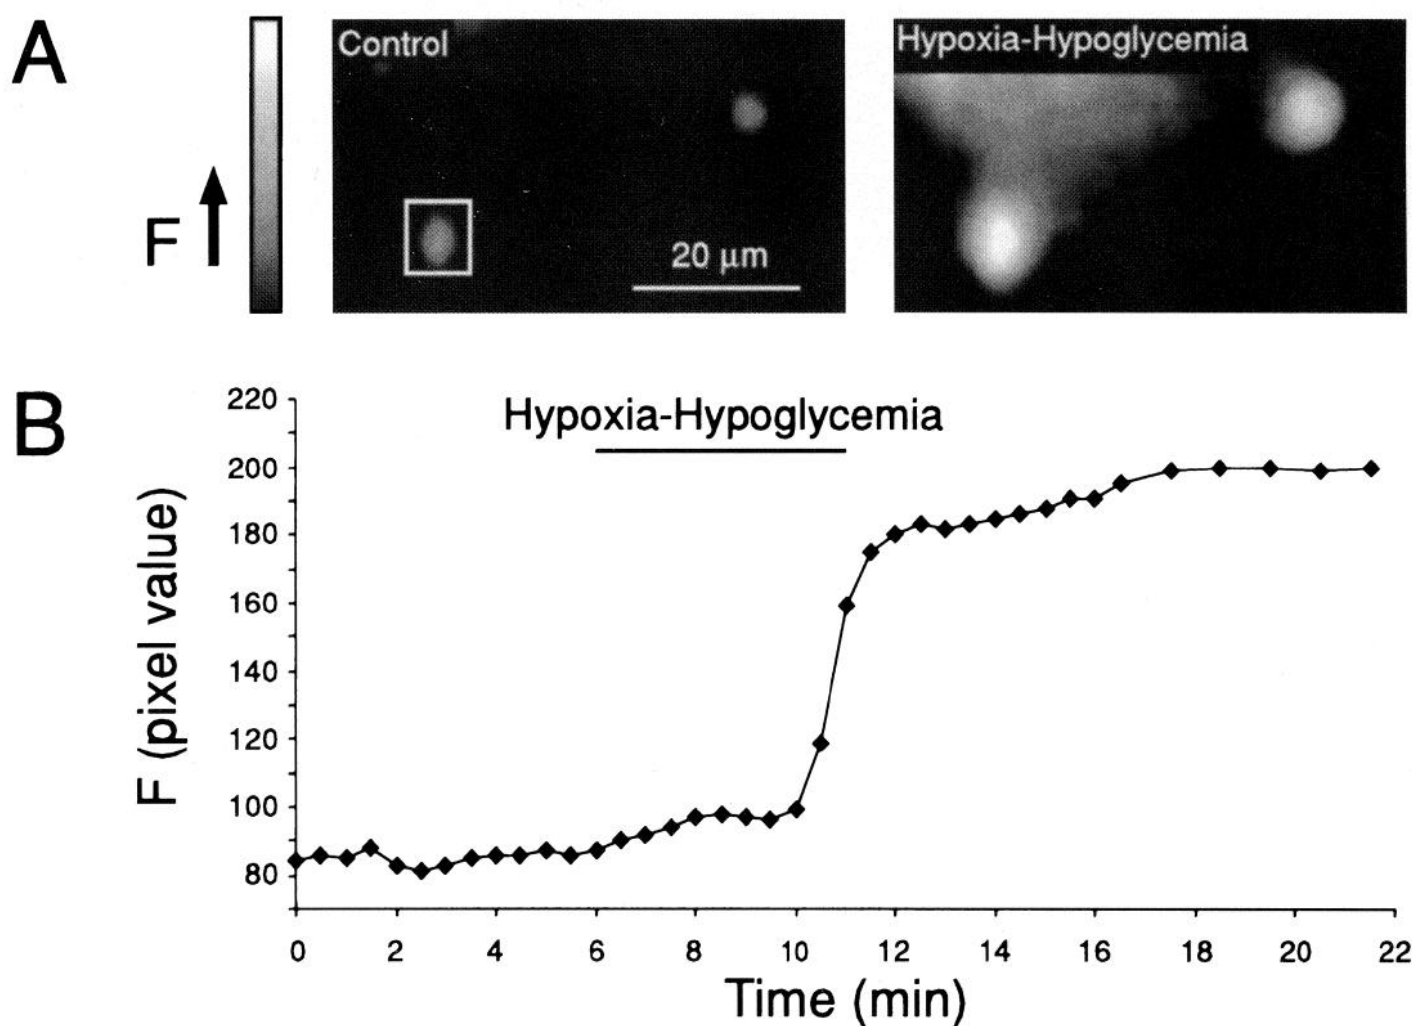 A
Control
Hypoxia-Hypoglycemia
F
20 μm
B
Hypoxia-Hypoglycemia
F (pixel value)
220
200
180
160
140
120
100
80
0 2 4 6 8 10 12 14 16 18 20 22
Time (min)